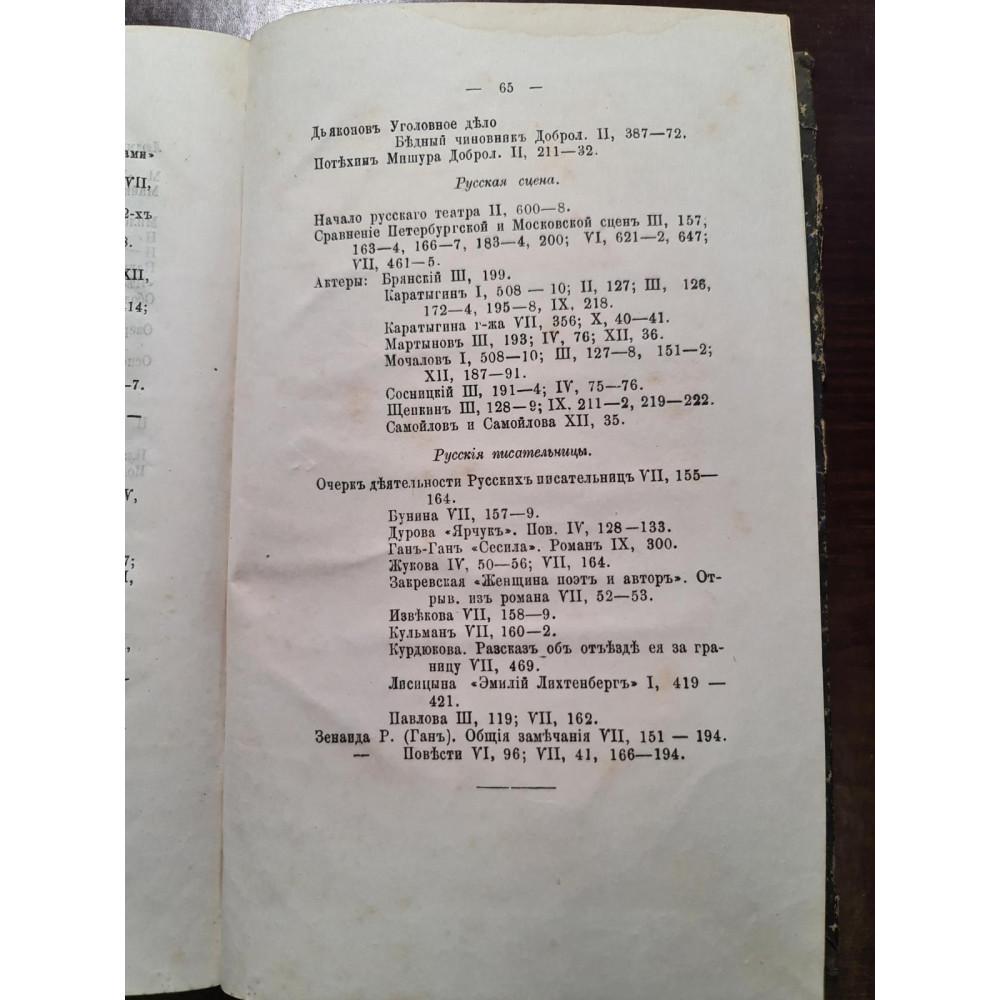 — 65 —
Дьяконовъ Уголовное дѣло
Бѣдный чиновник Доброл. II, 387—72.
Потѣхинъ Мишура Доброл. II, 211—32.
Русская сцена.
Начало русскаго театра II, 600—8.
Сравненіе Петербургской и Московской сценъ III, 157,
163—4, 166—7, 183—4, 200; VI, 621—2, 647;
VII, 461—5.
Актеры: Брянскій III, 199.
Каратыгинъ I, 508 — 10; II, 127; III, 126,
172—4, 195—8, IX, 218.
Каратыгина г-жа VII, 356; X, 40—41.
Мартыновъ III, 193; IV, 76; XII, 36.
Мочаловъ I, 508—10; III, 127—8, 151—2;
XII, 187—91.
Сосницкій III, 191—4; IV, 75—76.
Щепкинъ III, 128—9; IX. 211—2, 219—222.
Самойловъ и Самойлова XII, 35.
Русскія писательницы.
Очеркъ дѣятельности Русскихъ писательницъ VII, 155—
164.
Бунина VII, 157—9.
Дурова «Ярчукъ». Пов. IV, 128—133.
Ганъ-Ганъ «Сесила». Романъ IX, 300.
Жукова IV, 50—56; VII, 164.
Закревская «Женщина поэтъ и авторъ». От-
рыв. изъ романа VII, 52—53.
Извѣкова VII, 158—9.
Кульманъ VII, 160—2.
Курдюкова. Разсказъ объ отъѣздѣ ея за гра-
ницу VII, 469.
Лисицына «Эмилій Лихтенбергъ» I, 419 —
421.
Павлова III, 119; VII, 162.
Зенаида Р. (Ганъ). Общія замѣчанія VII, 151 — 194.
— Повѣсти VI, 96; VII, 41, 166—194.